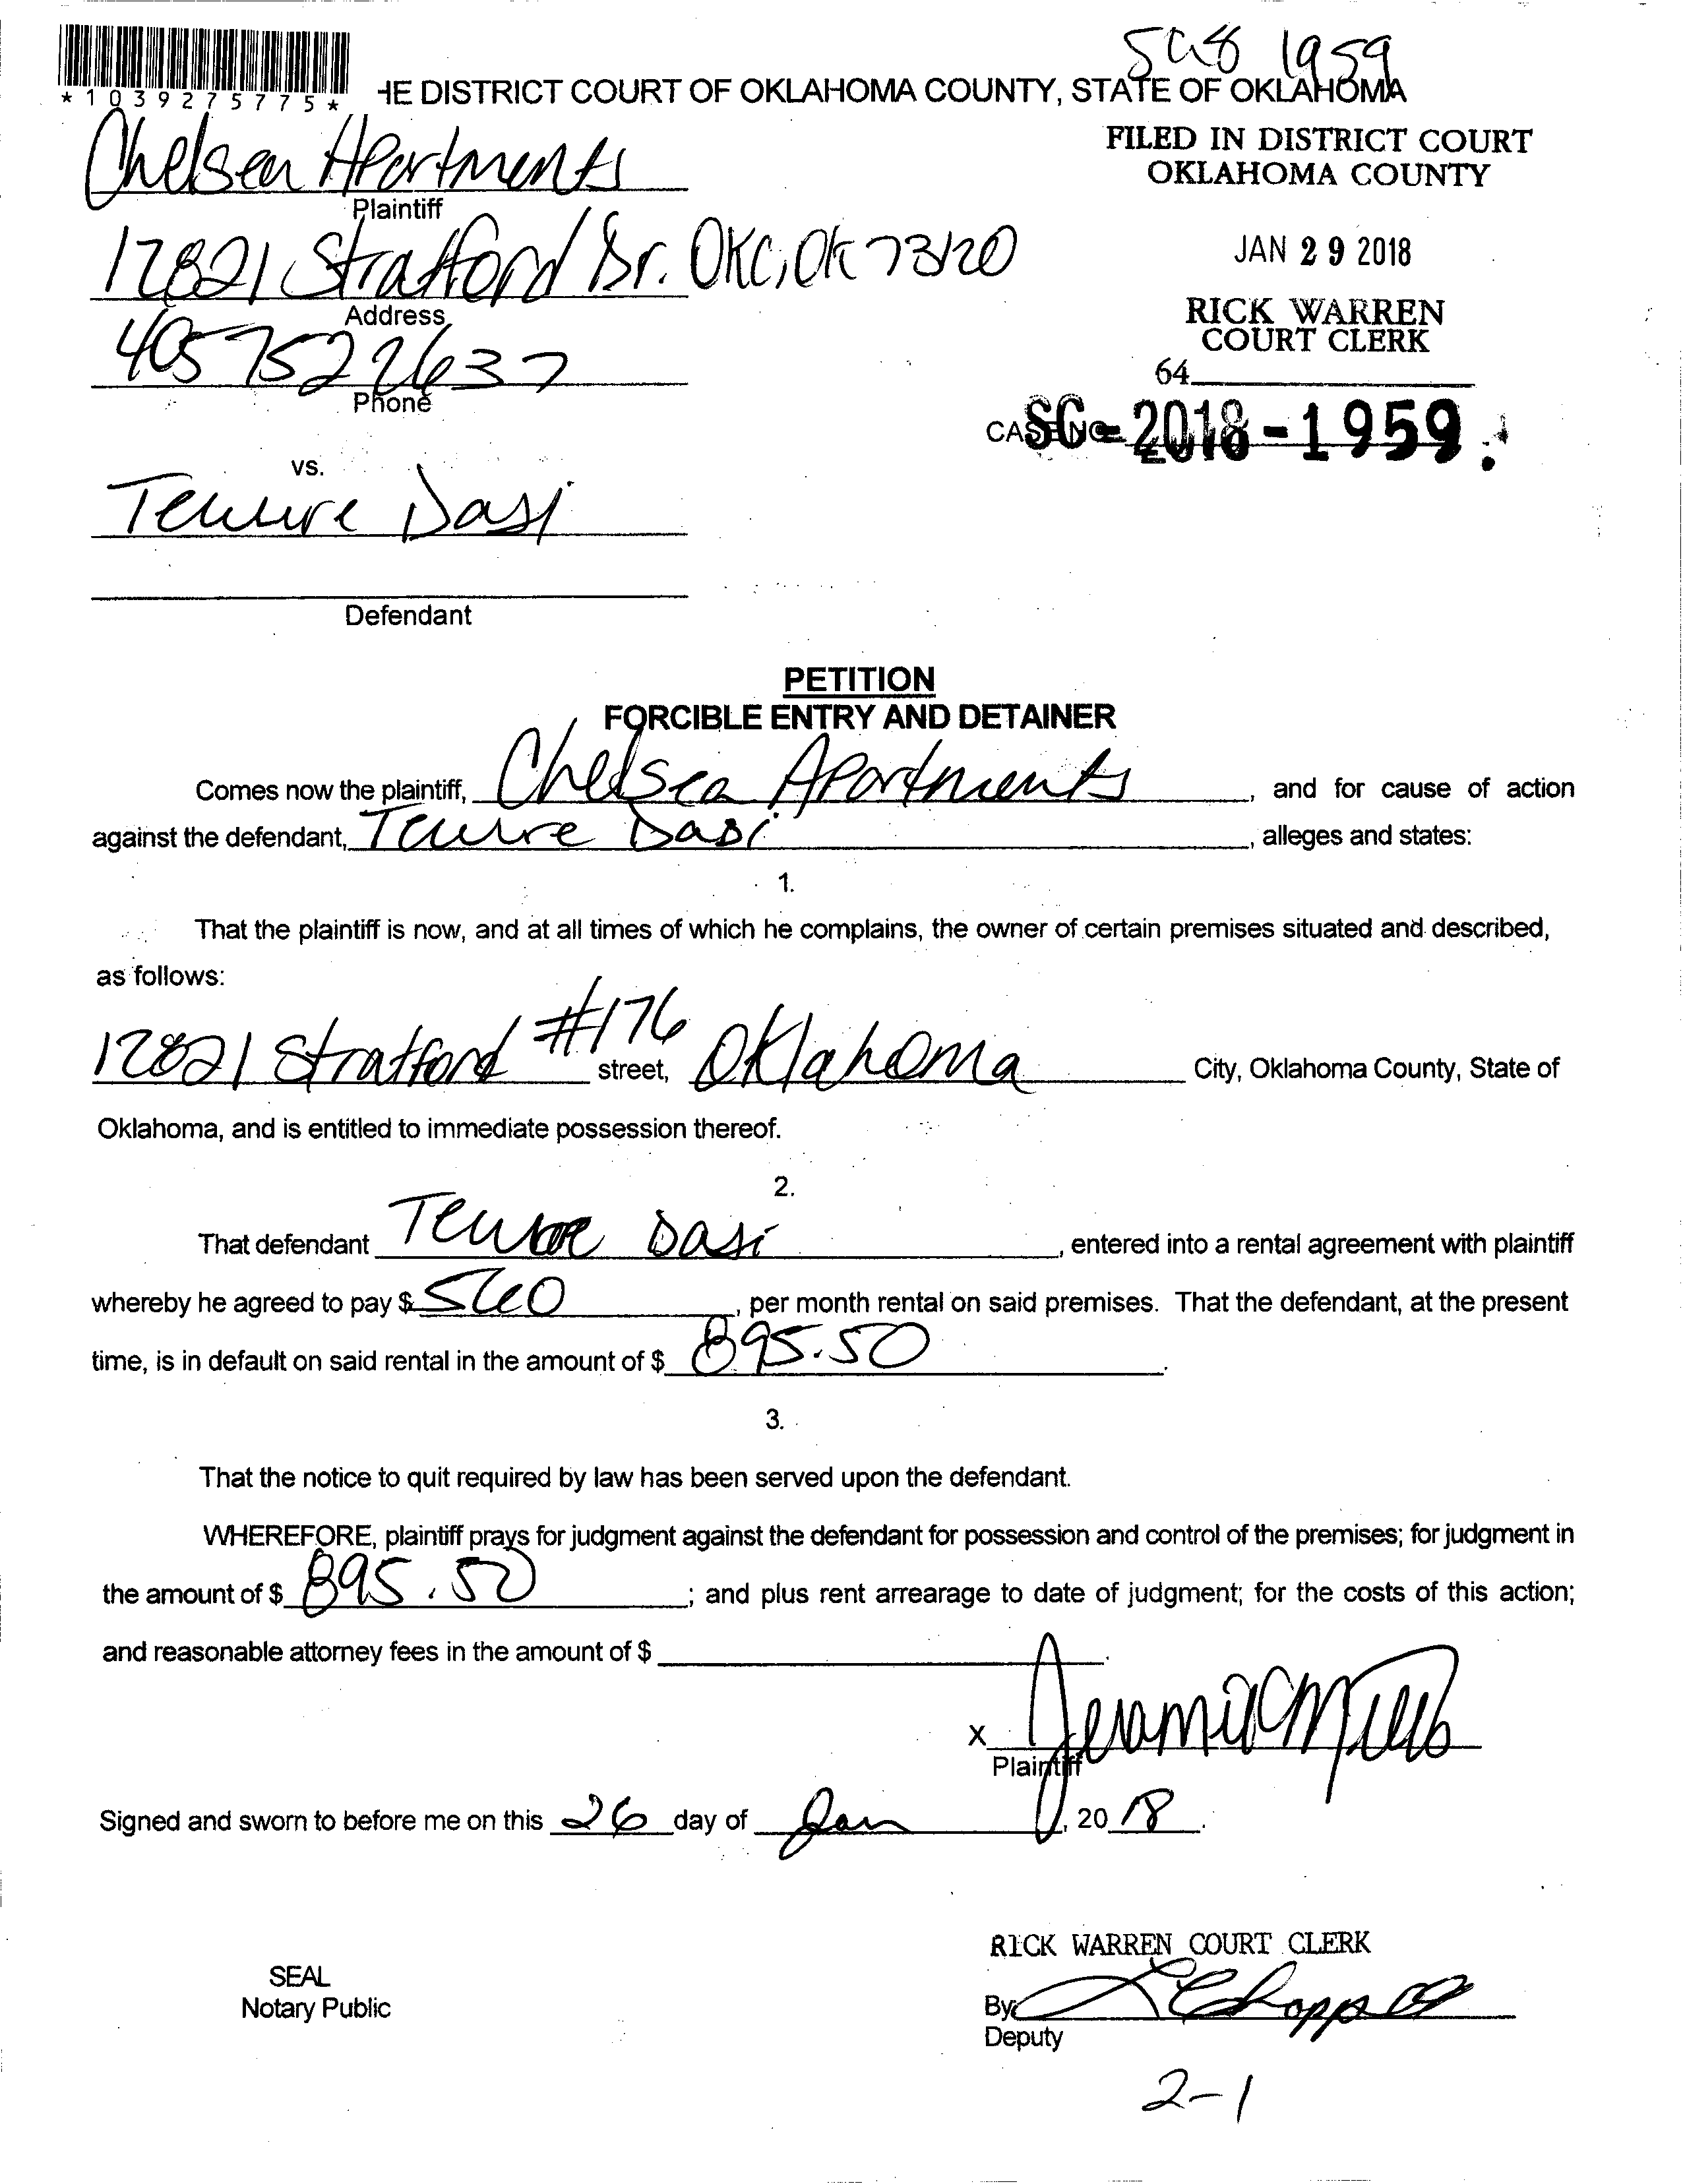 SC18 1959
*1039275775*
HE DISTRICT COURT OF OKLAHOMA COUNTY, STATE OF OKLAHOMA
FILED IN DISTRICT COURT
OKLAHOMA COUNTY
Chelsea Apartments
Plaintiff
JAN 29 2018
12821 Stratford Dr. OKC, OK 73120
Address
RICK WARREN
COURT CLERK
405 752 2637
Phone
64
CASE NO. SC-2018-1959
vs.
Dasi
Defendant
PETITION
FORCIBLE ENTRY AND DETAINER
Comes now the plaintiff, Chelsea Apartments, and for cause of action
against the defendant, Dasi, alleges and states:
1.
That the plaintiff is now, and at all times of which he complains, the owner of certain premises situated and described,
as follows:
12821 Stratford #176 street, Oklahoma City, Oklahoma County, State of
Oklahoma, and is entitled to immediate possession thereof.
2.
That defendant Dasi, entered into a rental agreement with plaintiff
whereby he agreed to pay $ 560, per month rental on said premises. That the defendant, at the present
time, is in default on said rental in the amount of $ 895.50.
3.
That the notice to quit required by law has been served upon the defendant.
WHEREFORE, plaintiff prays for judgment against the defendant for possession and control of the premises; for judgment in
the amount of $ 895.50; and plus rent arrearage to date of judgment; for the costs of this action;
and reasonable attorney fees in the amount of $
X
Plaintiff
Signed and sworn to before me on this 26 day of Jan, 2018.
RICK WARREN COURT CLERK
SEAL
Notary Public
By
Deputy
2-1